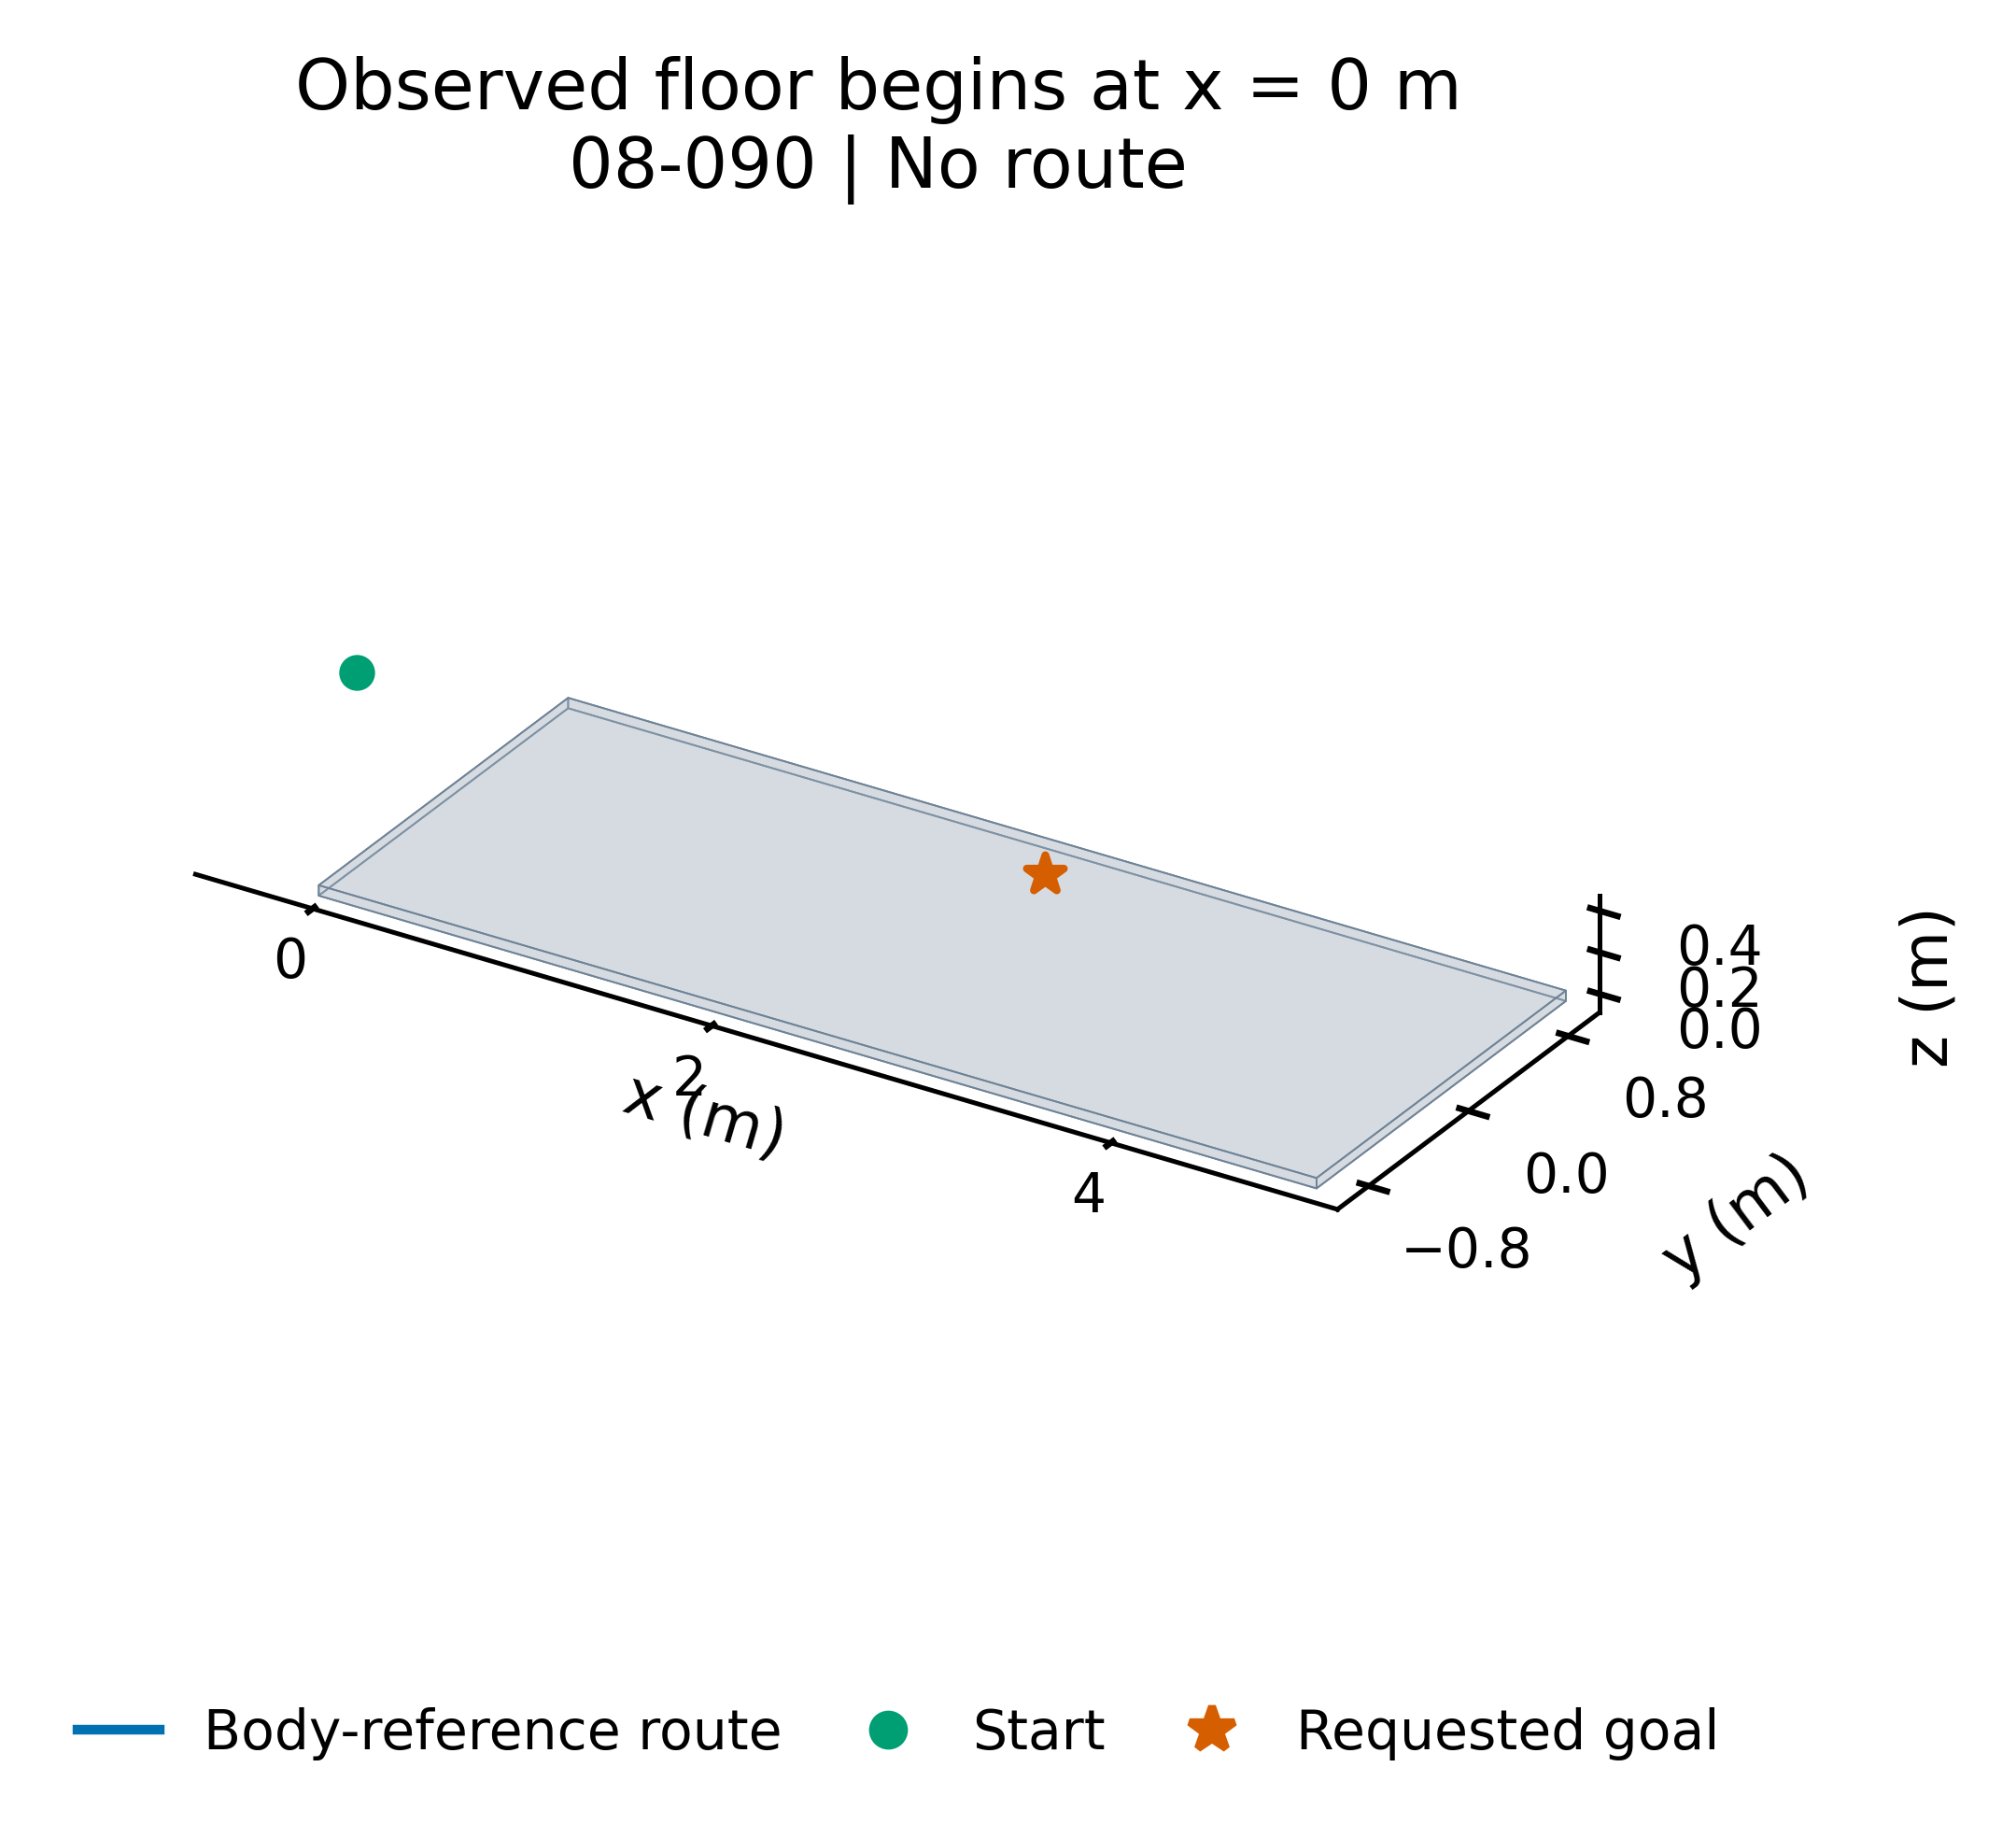 Observed floor begins at x = 0 m
08-090 | No route
0
2
4
x (m)
−0.8
0.0
0.8
y (m)
0.4
0.2
0.0
z (m)
Body-reference route
Start
Requested goal